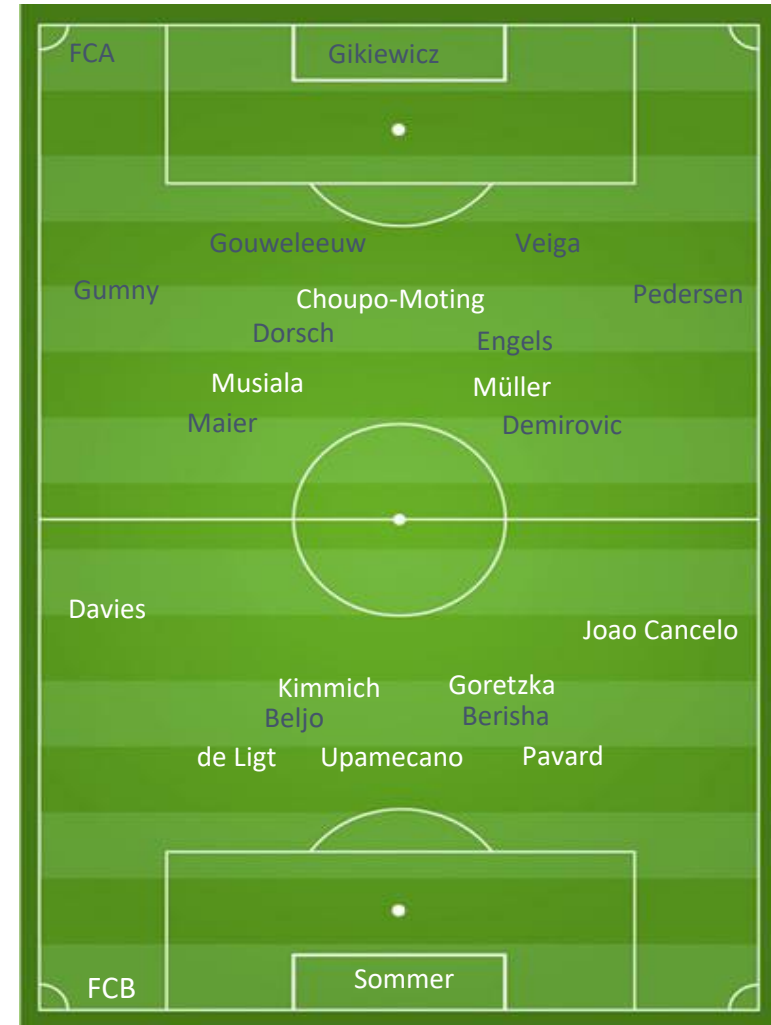 FCA
Gikiewicz
Gouweleeuw
Veiga
Gumny
Choupo-Moting
Pedersen
Dorsch
Engels
Musiala
Müller
Maier
Demirovic
Davies
Joao Cancelo
Kimmich
Goretzka
Beljo
Berisha
de Ligt
Upamecano
Pavard
FCB
Sommer